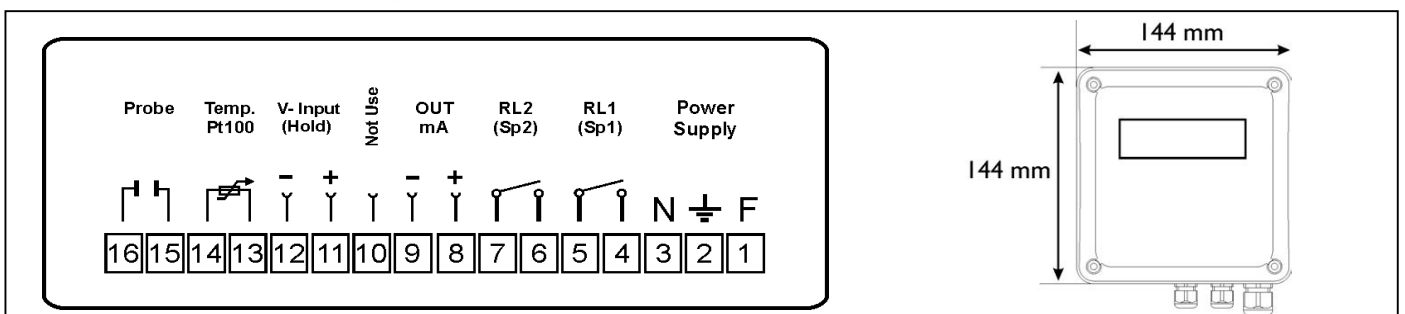 Probe
Temp.
Pt100
V- Input
(Hold)
Not Use
OUT
mA
RL2
(Sp2)
RL1
(Sp1)
Power
Supply
- + - + N F
16 15 14 13 12 11 10 9 8 7 6 5 4 3 2 1
144 mm
144 mm